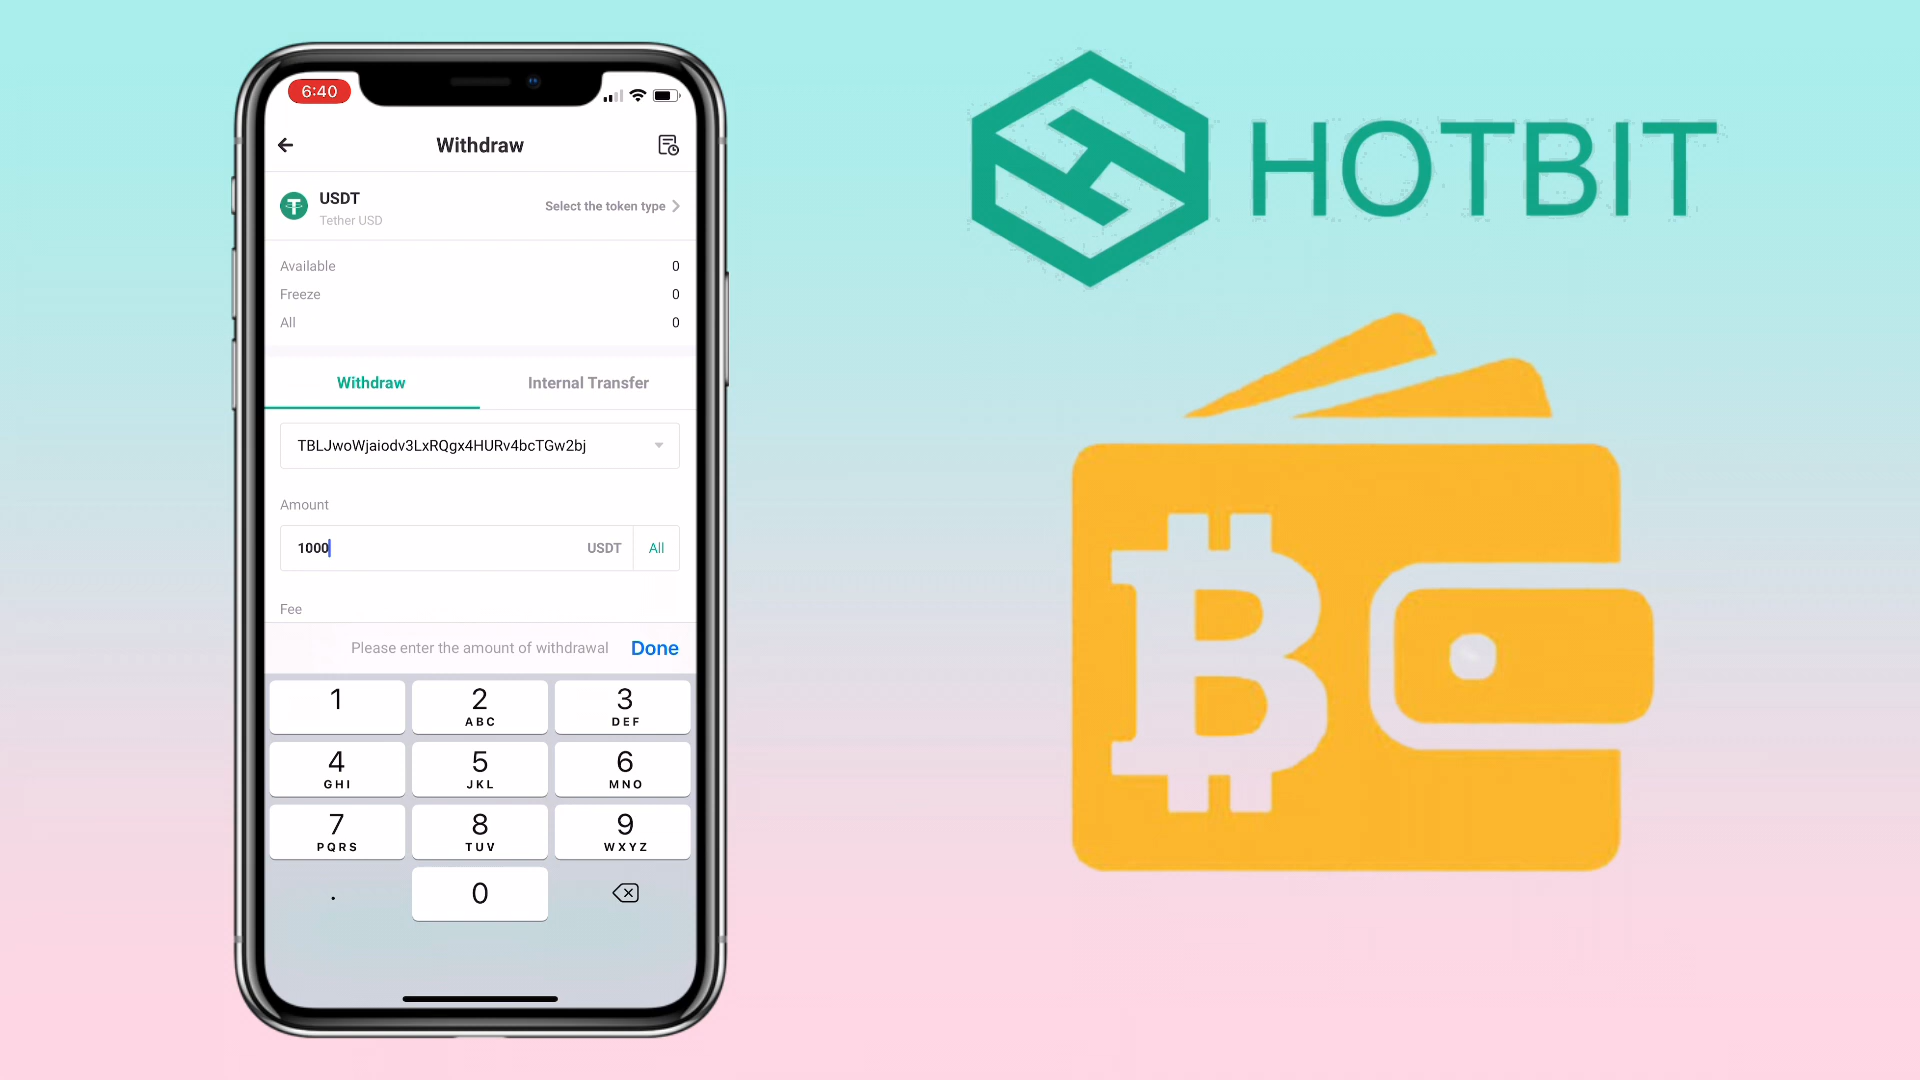 6:40
Withdraw
USDT
Tether USD
Select the token type
Available 0
Freeze 0
All 0
Withdraw Internal Transfer
TBLJwoWjaiodv3LxRQgx4HURv4bcTGw2bj
Amount
1000 USDT All
Fee
Please enter the amount of withdrawal Done
1 2 3
ABC DEF
4 5 6
GHI JKL MNO
7 8 9
PQRS TUV WXYZ
. 0
HOTBIT